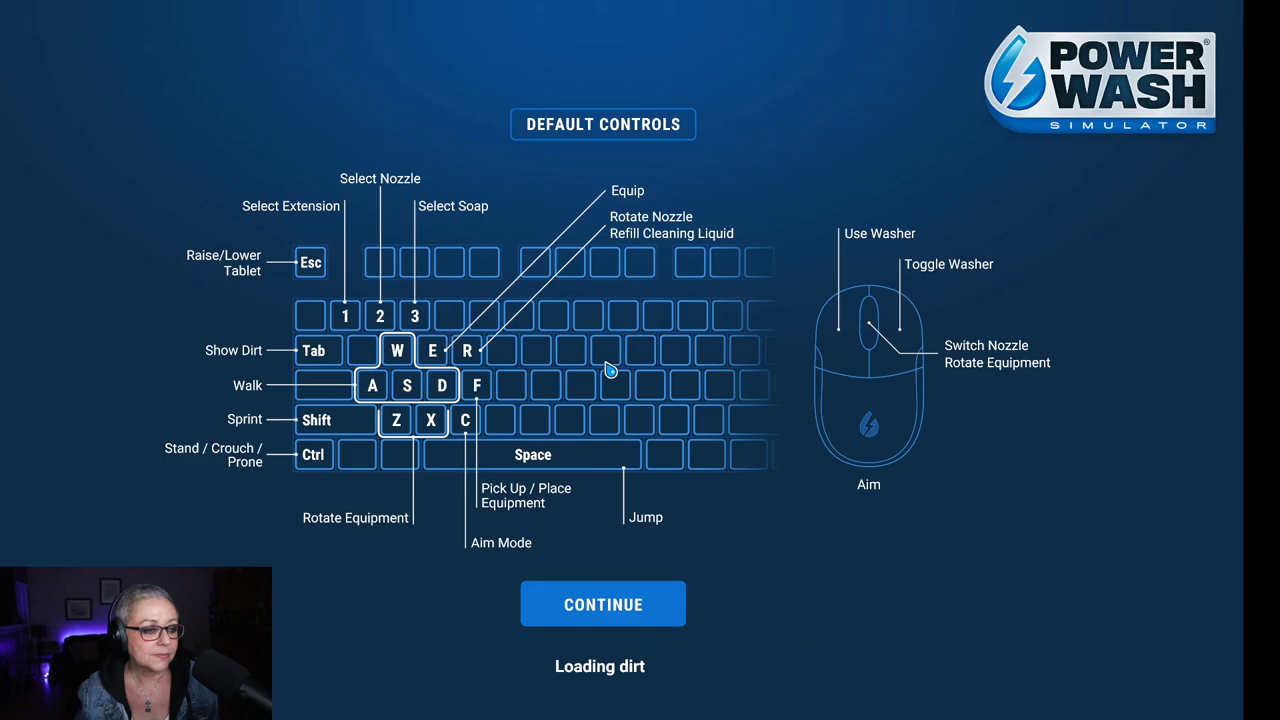 POWER
WASH®
SIMULATOR
DEFAULT CONTROLS
Select Nozzle
Select Extension
Select Soap
Equip
Rotate Nozzle
Refill Cleaning Liquid
Use Washer
Toggle Washer
Raise/Lower
Tablet
Esc
1 2 3
Show Dirt
Tab W E R
Switch Nozzle
Rotate Equipment
Walk
A S D F
Sprint
Shift Z X C
Stand / Crouch /
Prone
Ctrl Space
Aim
Pick Up / Place
Equipment
Rotate Equipment
Jump
Aim Mode
CONTINUE
Loading dirt